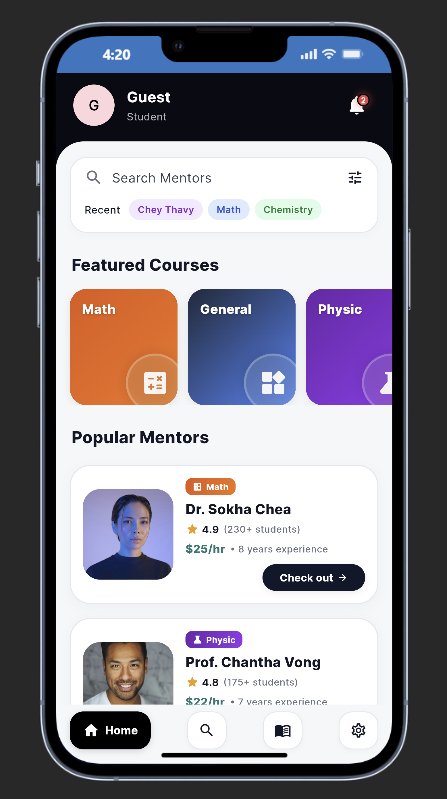 4:20
G
Guest
Student
2
Search Mentors
Recent Chey Thavy Math Chemistry
Featured Courses
Math General Physic
Popular Mentors
Math
Dr. Sokha Chea
4.9 (230+ students)
$25/hr • 8 years experience
Check out →
Physic
Prof. Chantha Vong
4.8 (175+ students)
$22/hr • 7 years experience
Home